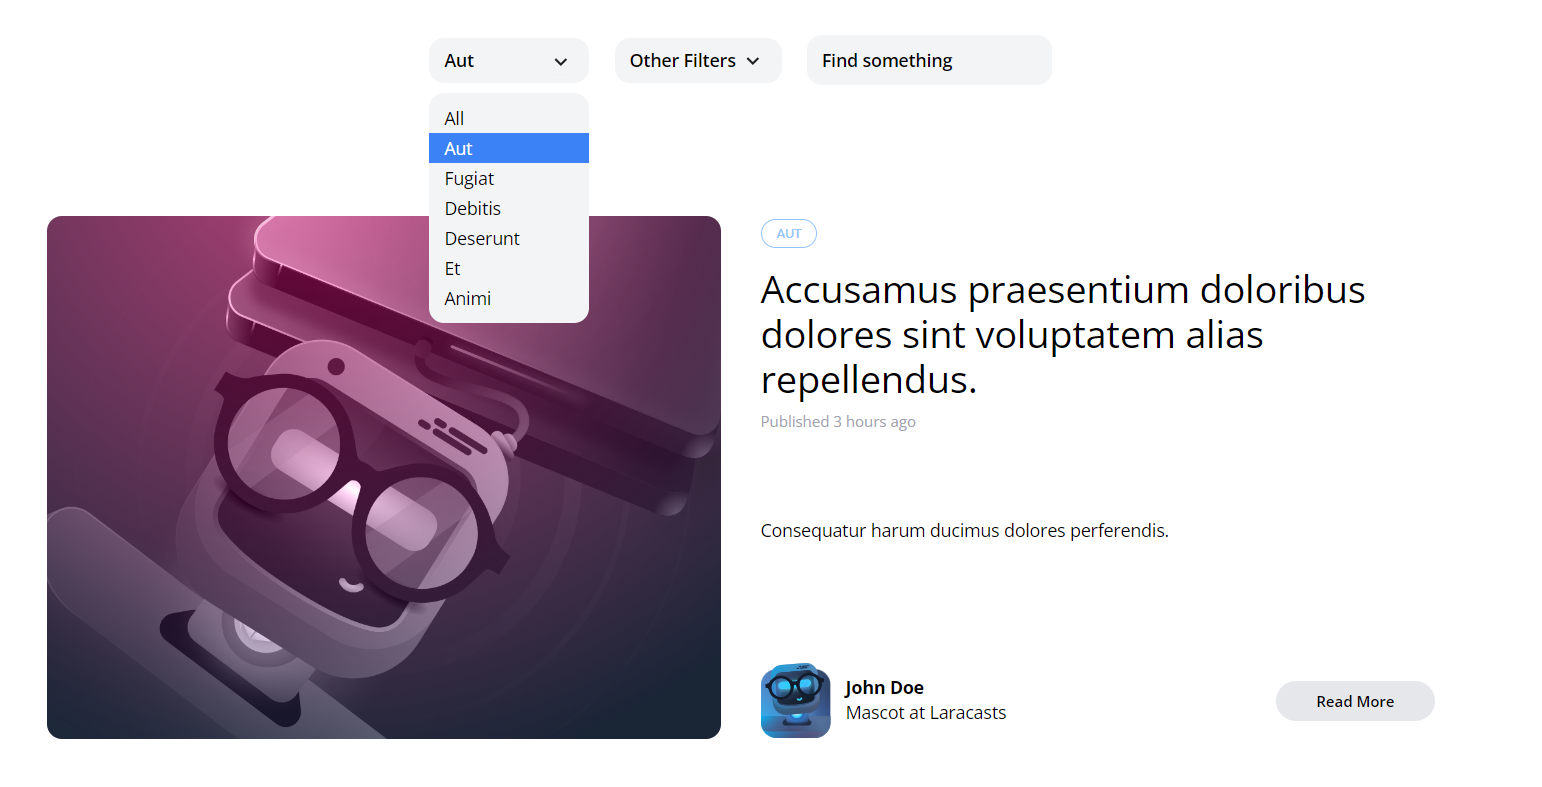 Aut
Other Filters
Find something
All
Aut
Fugiat
Debitis
Deserunt
Et
Animi
AUT
Accusamus praesentium doloribus
dolores sint voluptatem alias
repellendus.
Published 3 hours ago
Consequatur harum ducimus dolores perferendis.
John Doe
Mascot at Laracasts
Read More